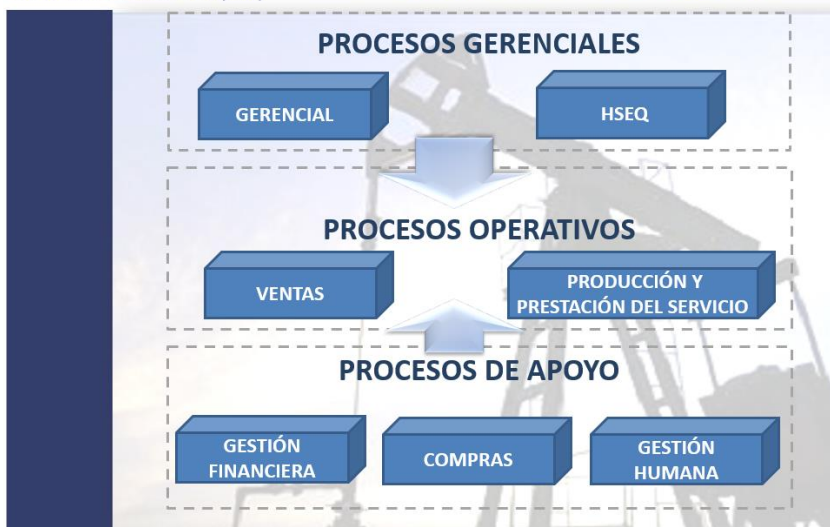 PROCESOS GERENCIALES
GERENCIAL
HSEQ
PROCESOS OPERATIVOS
VENTAS
PRODUCCIÓN Y
PRESTACIÓN DEL SERVICIO
PROCESOS DE APOYO
GESTIÓN
FINANCIERA
COMPRAS
GESTIÓN
HUMANA